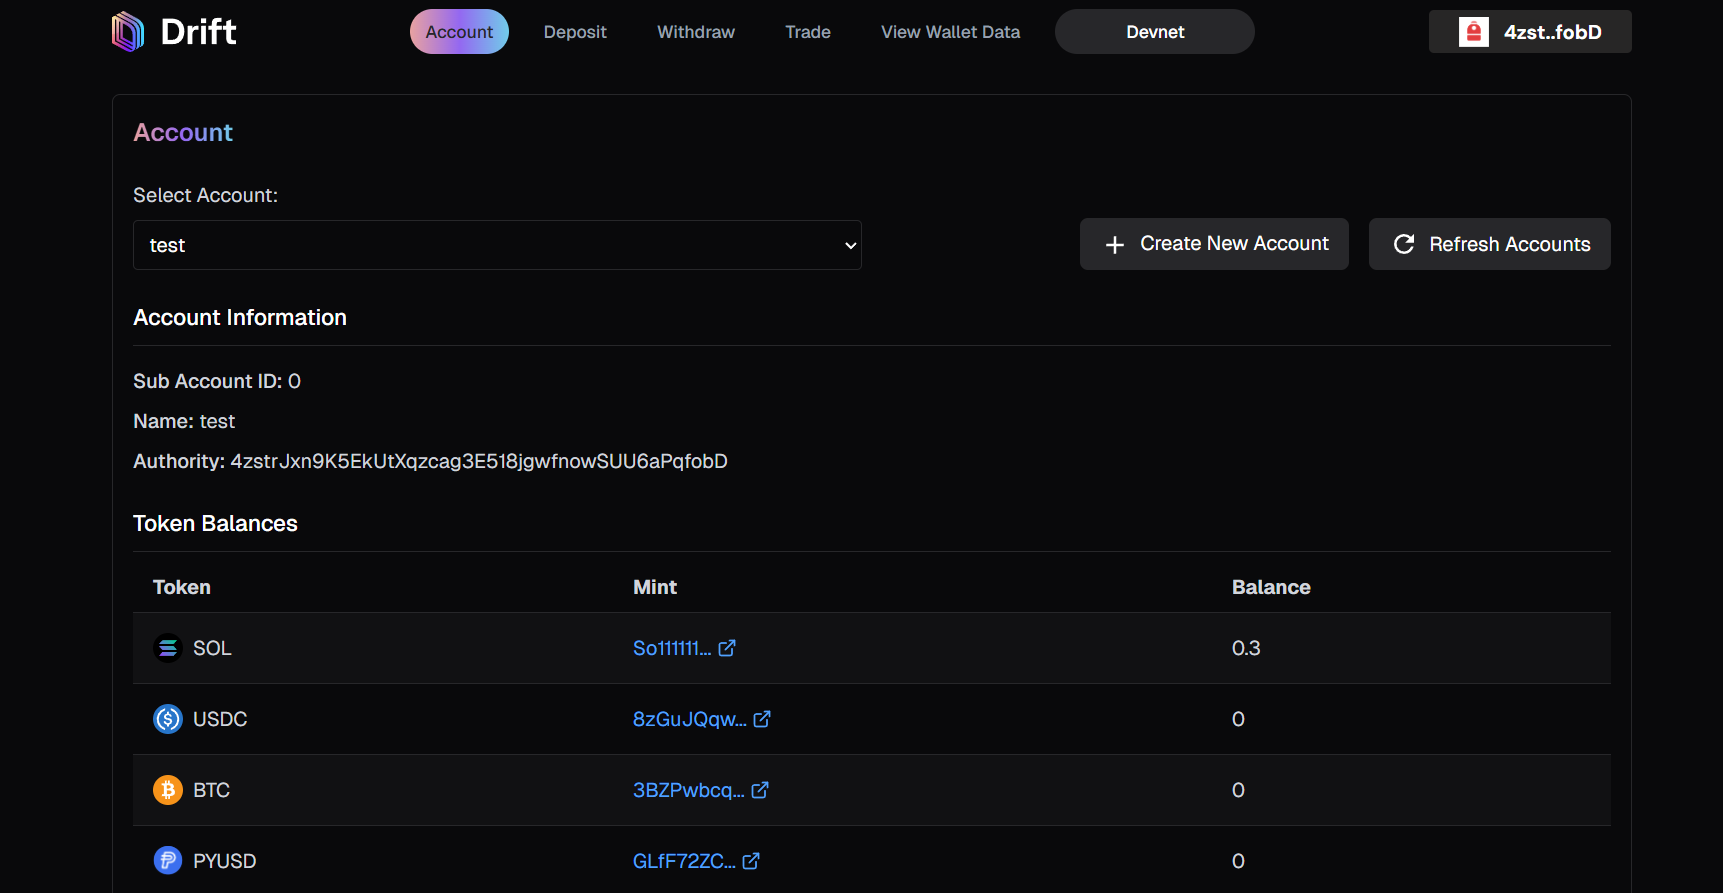 Drift
Account
Deposit
Withdraw
Trade
View Wallet Data
Devnet
4zst..fobD
Account
Select Account:
test
Create New Account
Refresh Accounts
Account Information
Sub Account ID: 0
Name: test
Authority: 4zstrJxn9K5EkUtXqzcag3E518jgwfnowSUU6aPqfobD
Token Balances
Token Mint Balance
SOL So111111... 0.3
USDC 8zGuJQqw... 0
BTC 3BZPwbcq... 0
PYUSD GLfF72ZC... 0